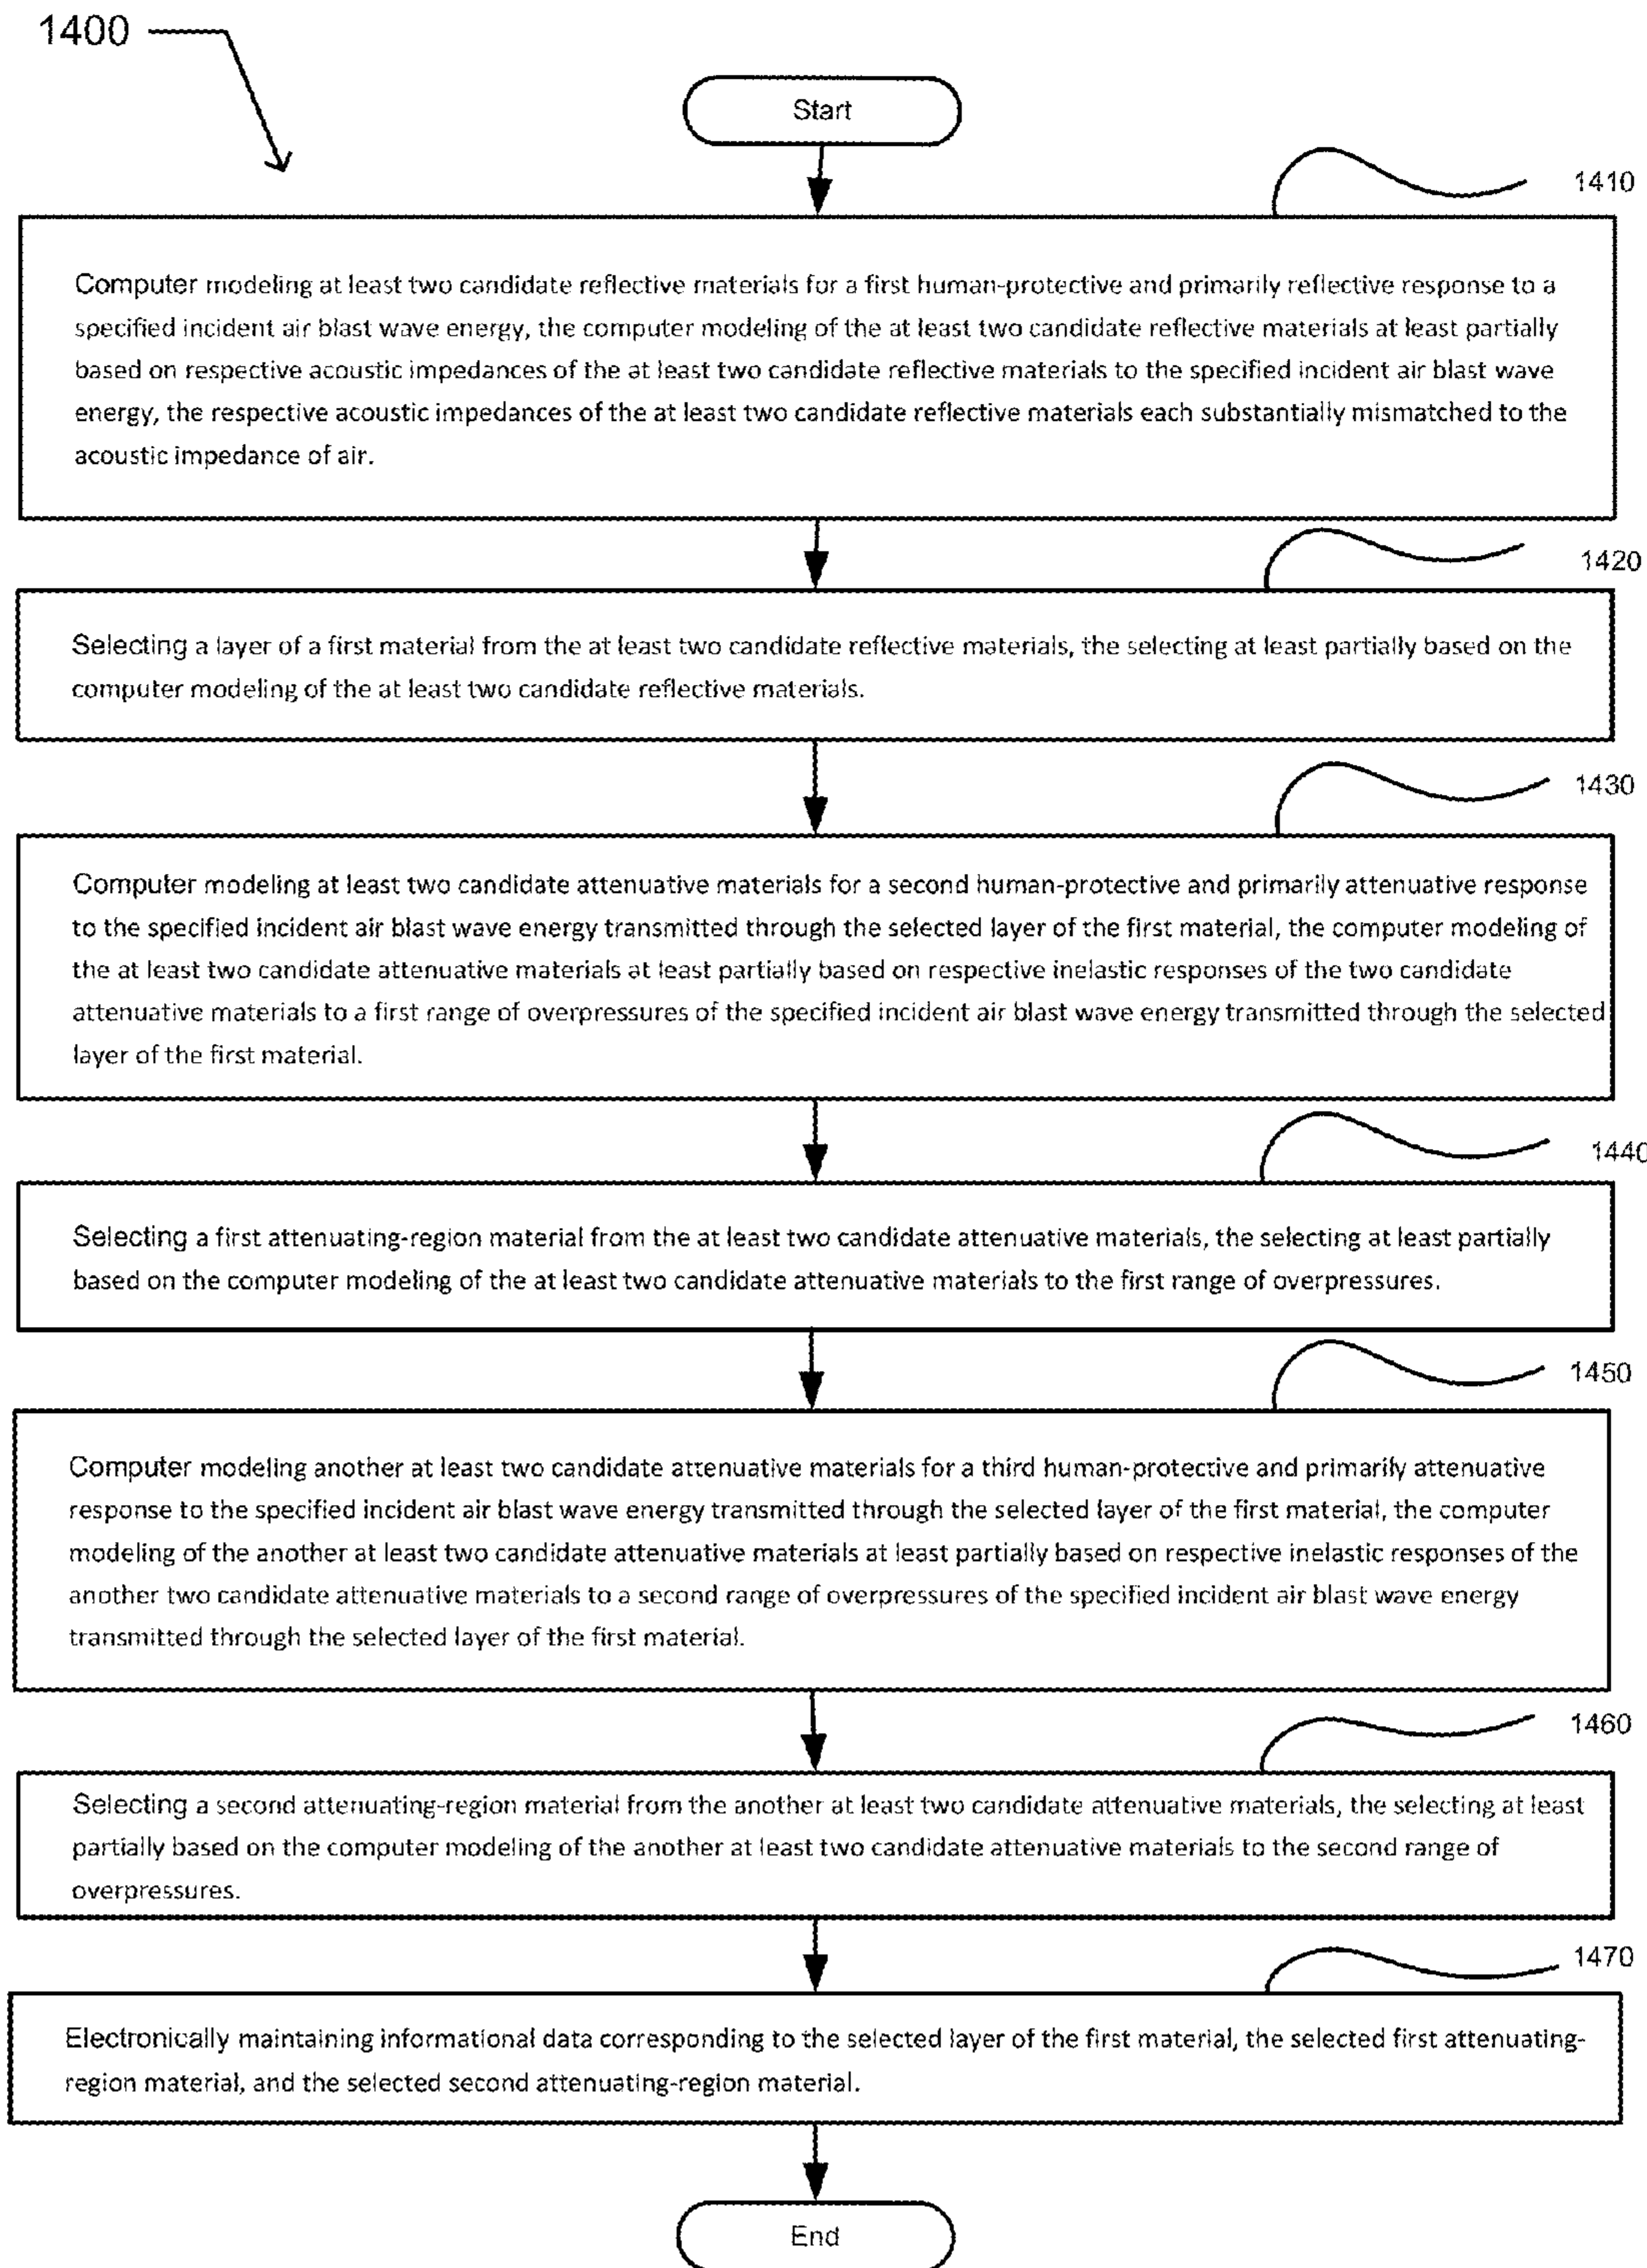 1400
Start
1410
Computer modeling at least two candidate reflective materials for a first human-protective and primarily reflective response to a
specified incident air blast wave energy, the computer modeling of the at least two candidate reflective materials at least partially
based on respective acoustic impedances of the at least two candidate reflective materials to the specified incident air blast wave
energy, the respective acoustic impedances of the at least two candidate reflective materials each substantially mismatched to the
acoustic impedance of air.
1420
Selecting a layer of a first material from the at least two candidate reflective materials, the selecting at least partially based on the
computer modeling of the at least two candidate reflective materials.
1430
Computer modeling at least two candidate attenuative materials for a second human-protective and primarily attenuative response
to the specified incident air blast wave energy transmitted through the selected layer of the first material, the computer modeling of
the at least two candidate attenuative materials at least partially based on respective inelastic responses of the two candidate
attenuative materials to a first range of overpressures of the specified incident air blast wave energy transmitted through the selected
layer of the first material.
1440
Selecting a first attenuating-region material from the at least two candidate attenuative materials, the selecting at least partially
based on the computer modeling of the at least two candidate attenuative materials to the first range of overpressures.
1450
Computer modeling another at least two candidate attenuative materials for a third human-protective and primarily attenuative
response to the specified incident air blast wave energy transmitted through the selected layer of the first material, the computer
modeling of the another at least two candidate attenuative materials at least partially based on respective inelastic responses of the
another two candidate attenuative materials to a second range of overpressures of the specified incident air blast wave energy
transmitted through the selected layer of the first material.
1460
Selecting a second attenuating-region material from the another at least two candidate attenuative materials, the selecting at least
partially based on the computer modeling of the another at least two candidate attenuative materials to the second range of
overpressures.
1470
Electronically maintaining informational data corresponding to the selected layer of the first material, the selected first attenuating-
region material, and the selected second attenuating-region material.
End